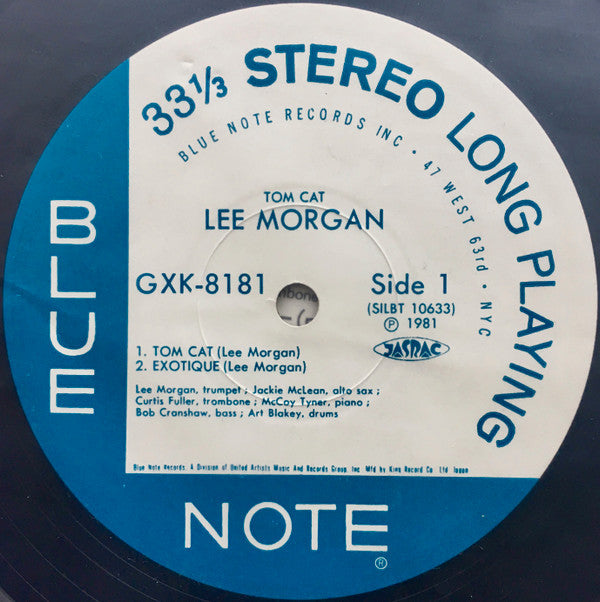 33⅓ STEREO LONG PLAYING
BLUE NOTE RECORDS INC • 47 WEST 63rd • NYC
TOM CAT
LEE MORGAN
GXK-8181
Side 1
(SILBT 10633)
Ⓟ 1981
JASRAC
1. TOM CAT (Lee Morgan)
2. EXOTIQUE (Lee Morgan)
Lee Morgan, trumpet ; Jackie McLean, alto sax ;
Curtis Fuller, trombone ; McCoy Tyner, piano ;
Bob Cranshaw, bass ; Art Blakey, drums
Blue Note Records, A Division of United Artists Music And Records Group, Inc. Mfd by King Record Co. Ltd. Japan
BLUE
NOTE®